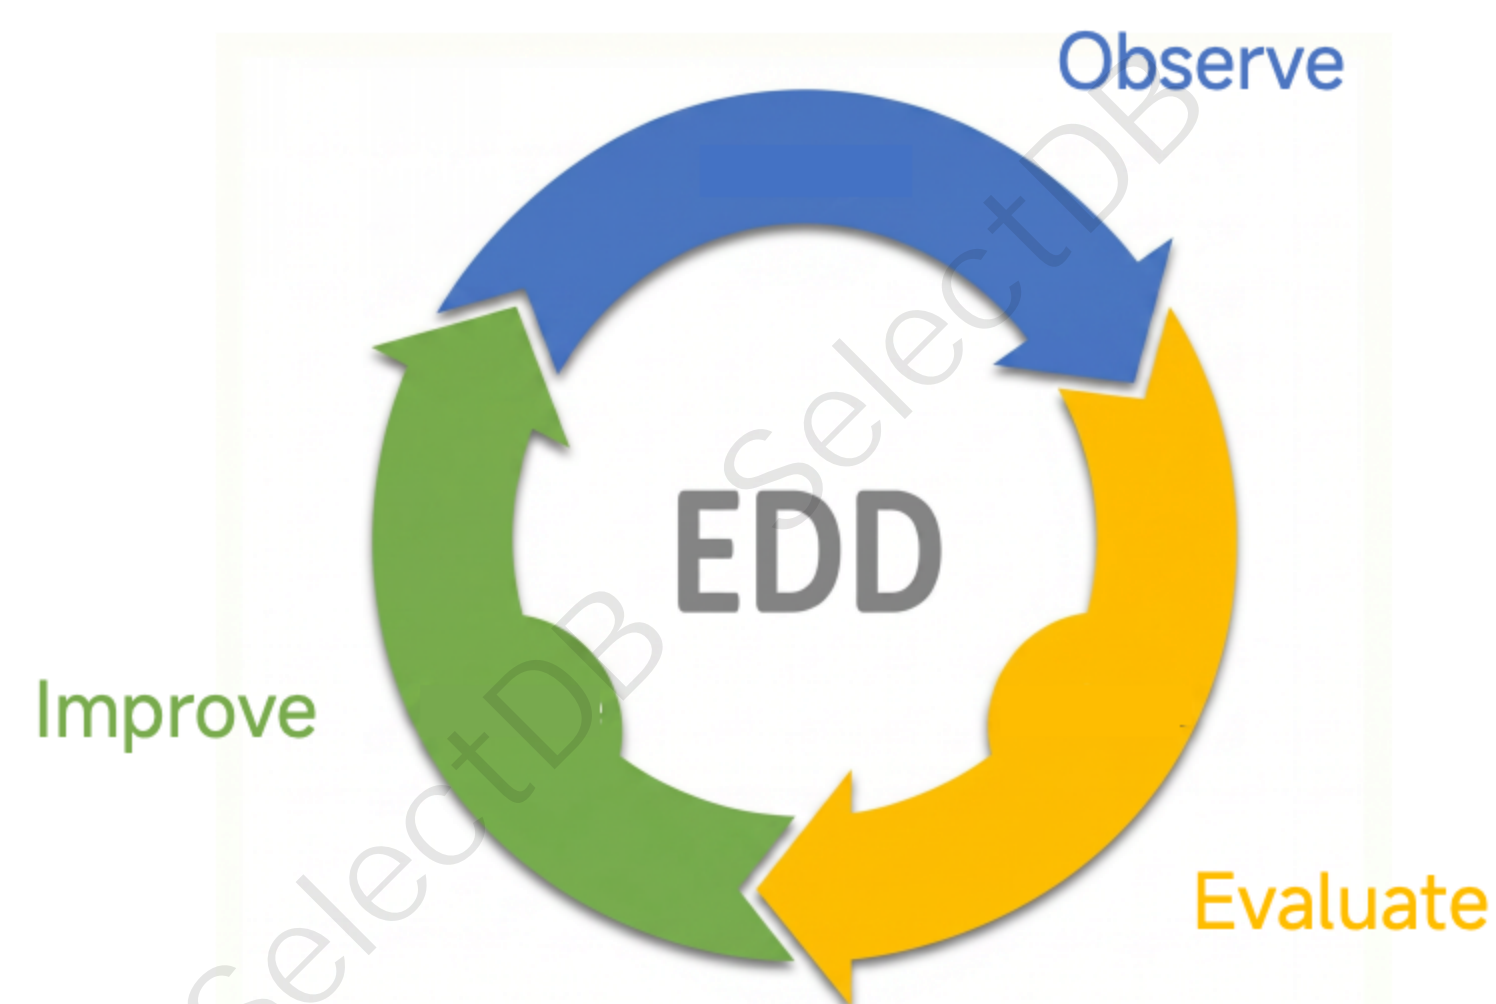 Observe
EDD
Improve
Evaluate
SelectDB
SelectDB